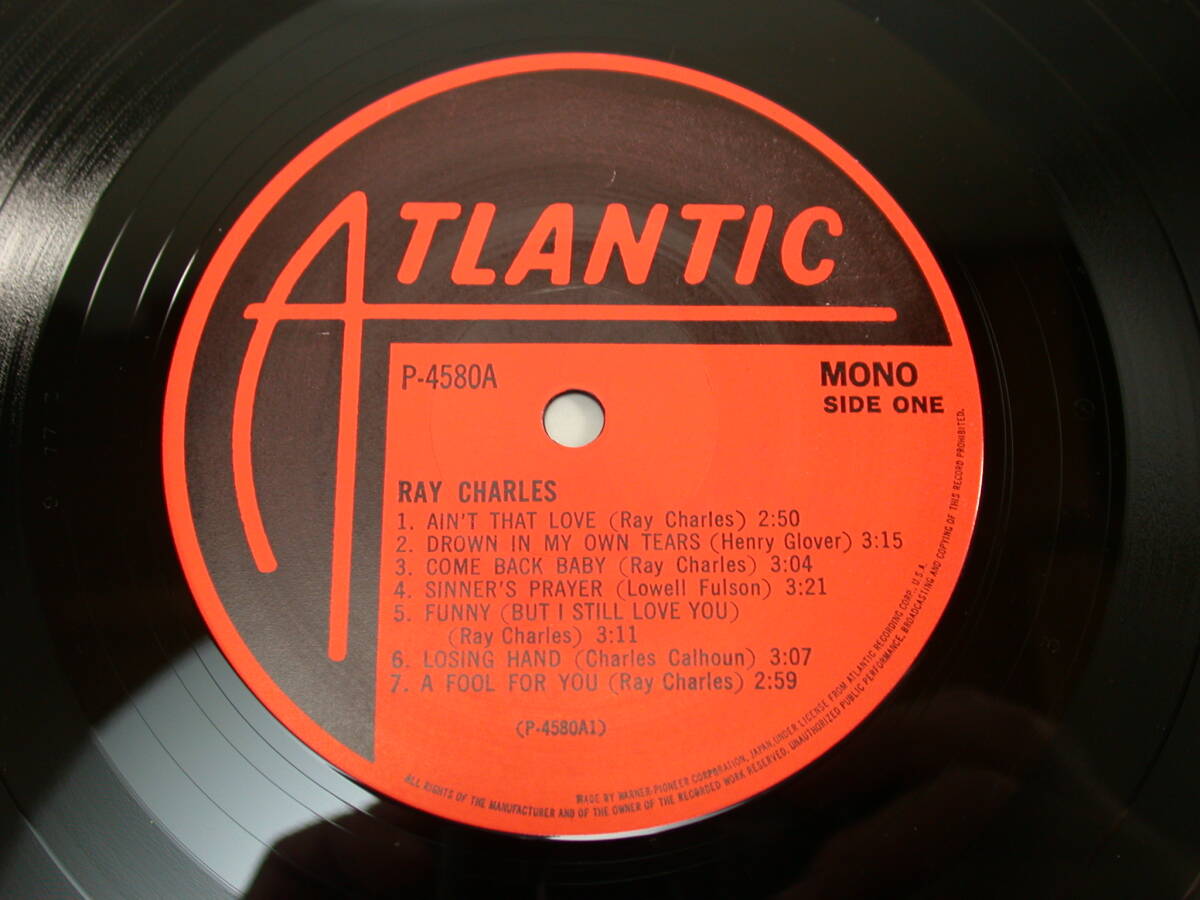 ATLANTIC
P-4580A
MONO
SIDE ONE
RAY CHARLES
1. AIN'T THAT LOVE (Ray Charles) 2:50
2. DROWN IN MY OWN TEARS (Henry Glover) 3:15
3. COME BACK BABY (Ray Charles) 3:04
4. SINNER'S PRAYER (Lowell Fulson) 3:21
5. FUNNY (BUT I STILL LOVE YOU)
(Ray Charles) 3:11
6. LOSING HAND (Charles Calhoun) 3:07
7. A FOOL FOR YOU (Ray Charles) 2:59
(P-4580A1)
MADE BY WARNER-PIONEER CORPORATION, JAPAN, UNDER LICENSE FROM ATLANTIC RECORDING CORP., U.S.A.
ALL RIGHTS OF THE MANUFACTURER AND OF THE OWNER OF THE RECORDED WORK RESERVED. UNAUTHORIZED PUBLIC PERFORMANCE, BROADCASTING AND COPYING OF THIS RECORD PROHIBITED.